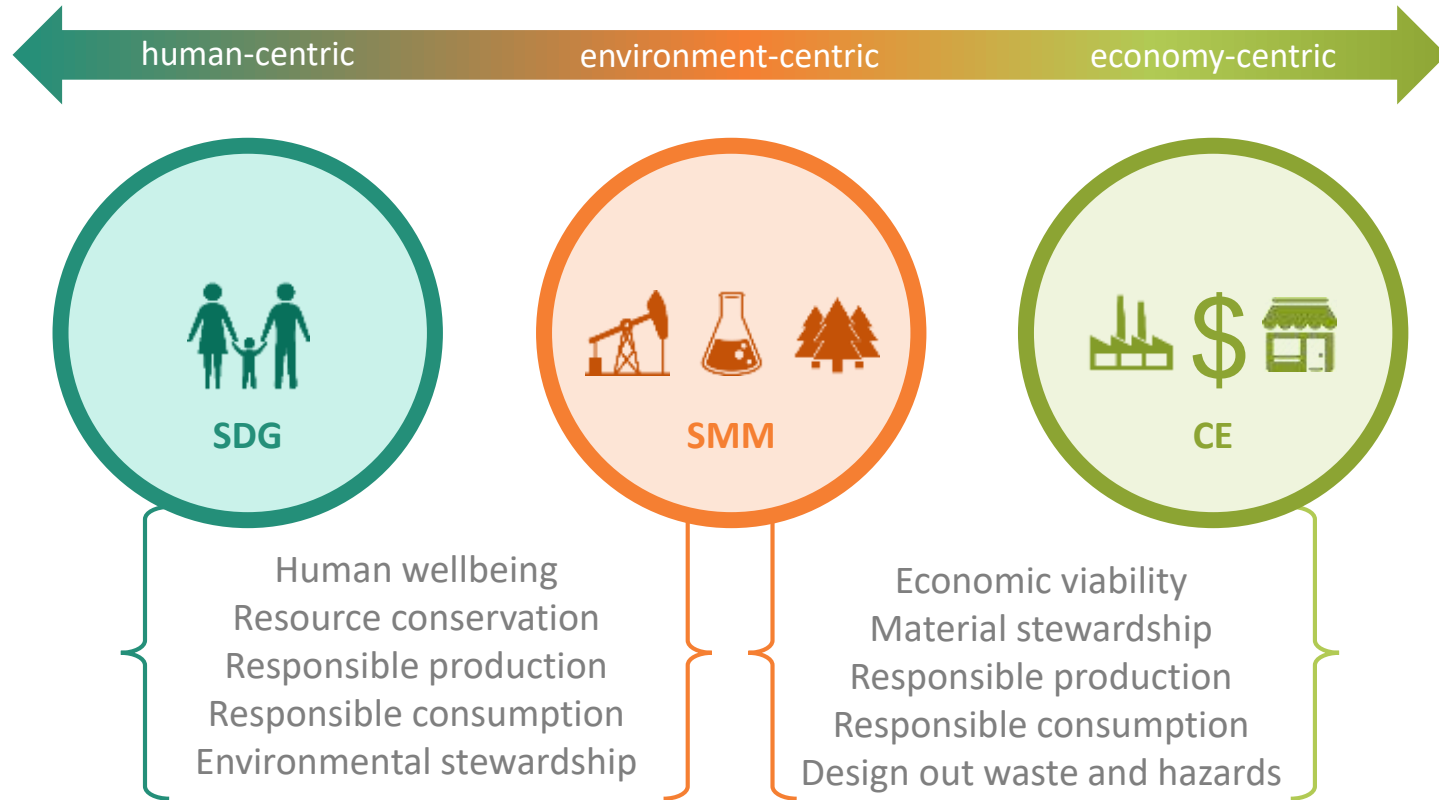 human-centric
environment-centric
economy-centric
SDG
SMM
$
CE
Human wellbeing
Resource conservation
Responsible production
Responsible consumption
Environmental stewardship
Economic viability
Material stewardship
Responsible production
Responsible consumption
Design out waste and hazards